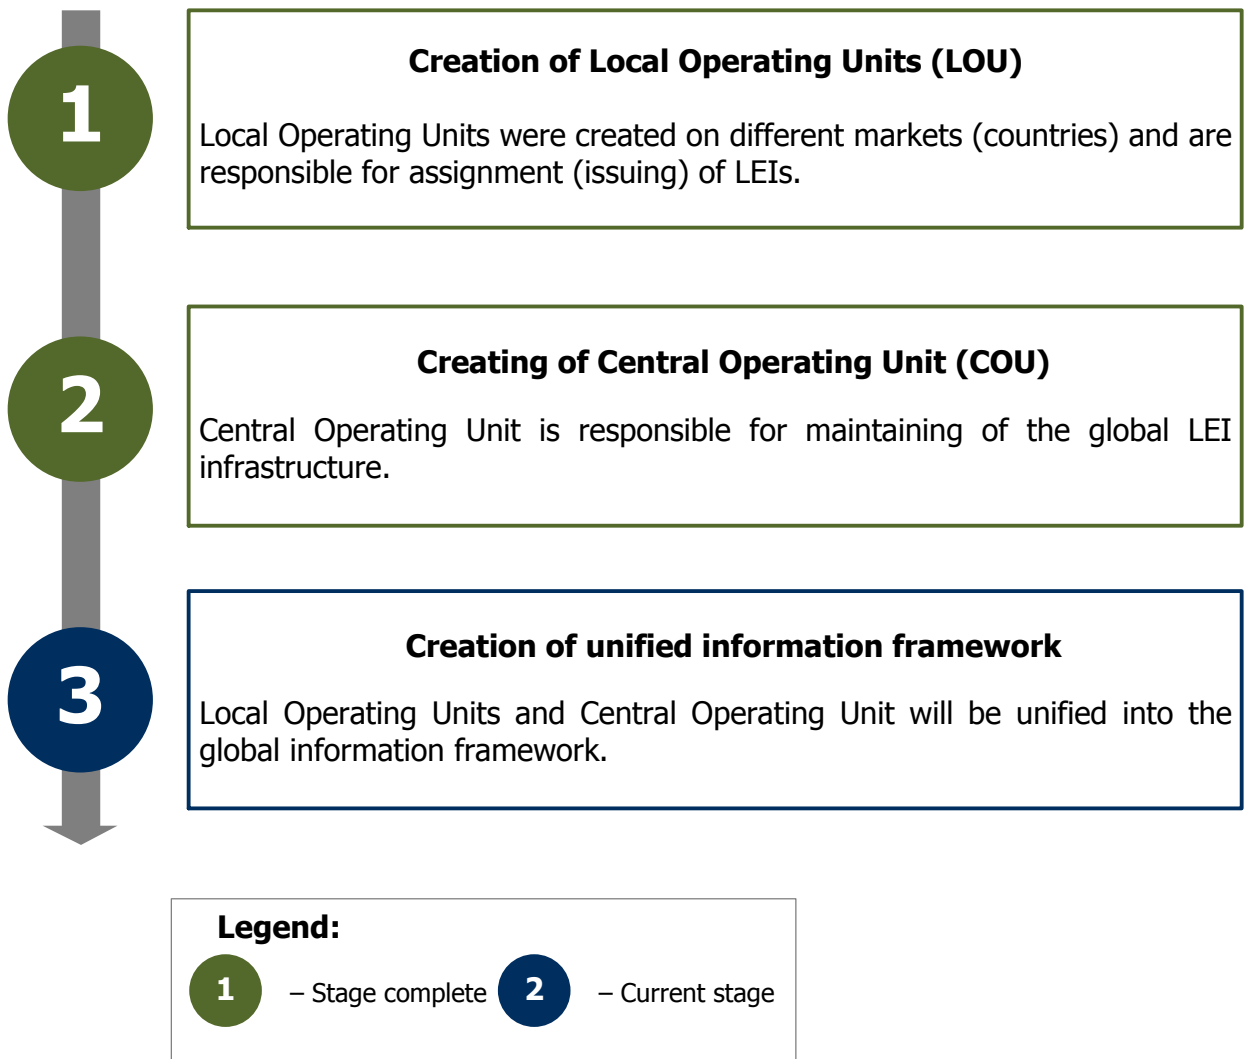 1
Creation of Local Operating Units (LOU)
Local Operating Units were created on different markets (countries) and are
responsible for assignment (issuing) of LEIs.
2
Creating of Central Operating Unit (COU)
Central Operating Unit is responsible for maintaining of the global LEI
infrastructure.
3
Creation of unified information framework
Local Operating Units and Central Operating Unit will be unified into the
global information framework.
Legend:
1 – Stage complete 2 – Current stage